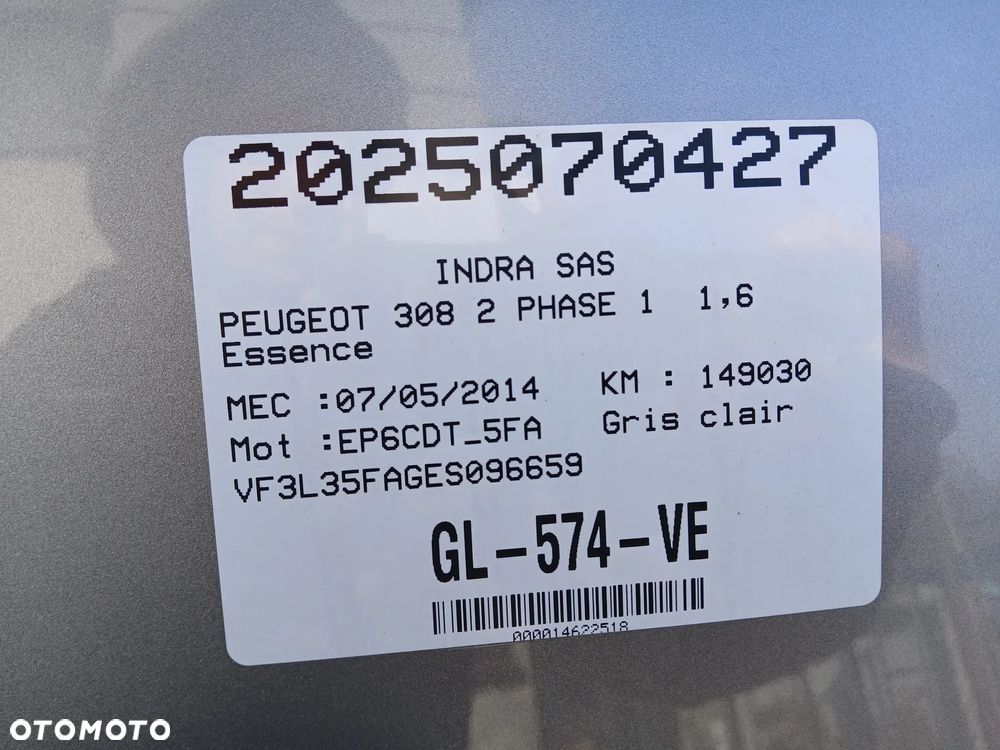 2025070427
INDRA SAS
PEUGEOT 308 2 PHASE 1 1,6
Essence
MEC :07/05/2014 KM : 149030
Mot :EP6CDT_5FA Gris clair
VF3L35FAGES096659
GL-574-VE
000014622518
OTOMOTO